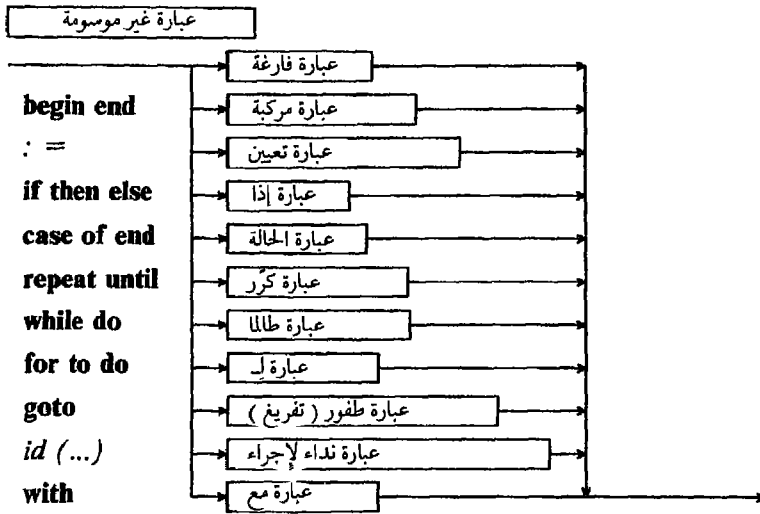 عبارة غير موسومة
عبارة فارغة
begin end عبارة مركبة
: = عبارة تعيين
if then else عبارة إذا
case of end عبارة الحالة
repeat until عبارة كرّر
while do عبارة طالما
for to do عبارة لِـ
goto عبارة طفور ( تفريغ )
id (...) عبارة نداء لإجراء
with عبارة مع